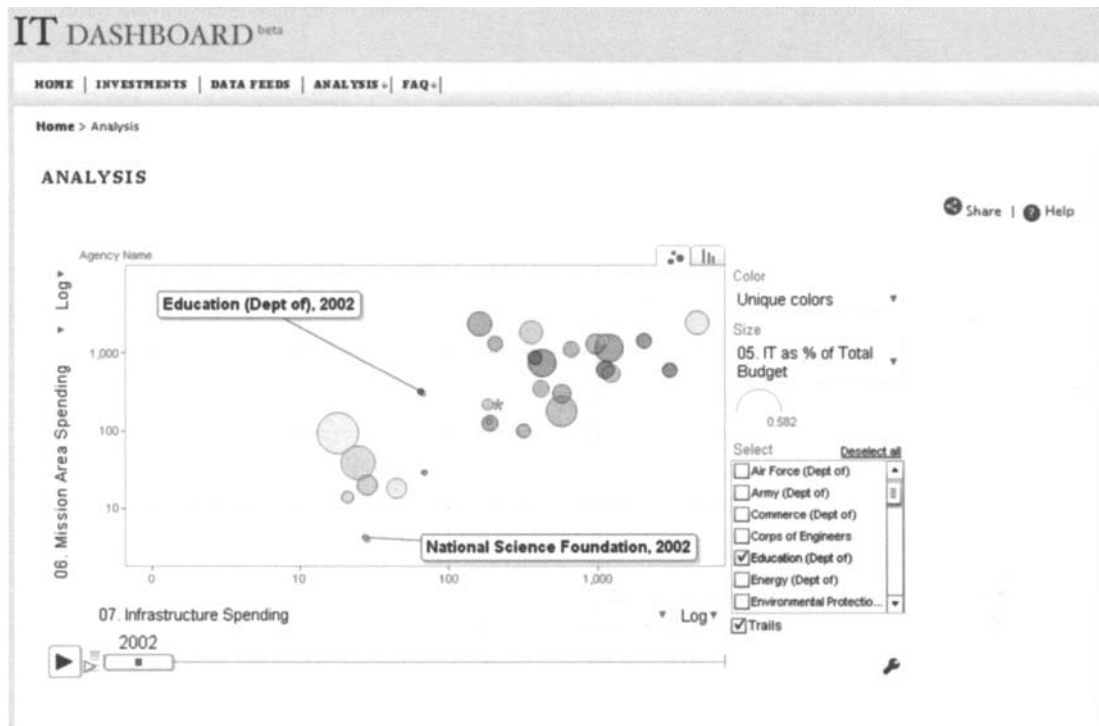 IT DASHBOARD beta
HOME | INVESTMENTS | DATA FEEDS | ANALYSIS | FAQ |
Home > Analysis
ANALYSIS
Share | Help
Agency Name
Log
06. Mission Area Spending
1,000
100
10
Education (Dept of), 2002
*
National Science Foundation, 2002
0 10 100 1,000
07. Infrastructure Spending
Log
2002
Color
Unique colors
Size
05. IT as % of Total
Budget
0.582
Select Deselect all
Air Force (Dept of)
Army (Dept of)
Commerce (Dept of)
Corps of Engineers
Education (Dept of)
Energy (Dept of)
Environmental Protectio...
Trails